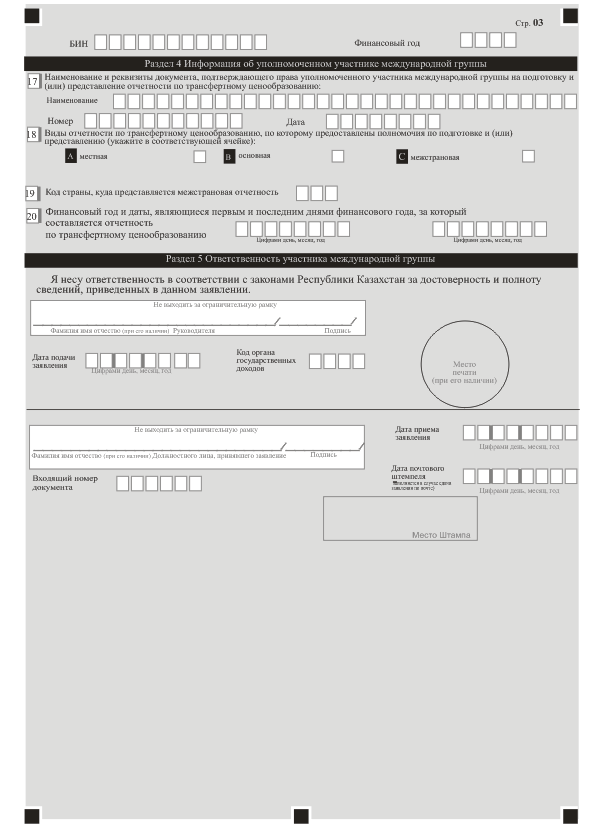 Стр. 03
БИН
Финансовый год
Раздел 4 Информация об уполномоченном участнике международной группы
17 Наименование и реквизиты документа, подтверждающего права уполномоченного участника международной группы на подготовку и
(или) представление отчетности по трансфертному ценообразованию:
Наименование
Номер
Дата
18 Виды отчетности по трансфертному ценообразованию, по которому предоставлены полномочия по подготовке и (или)
представлению (укажите в соответствующей ячейке):
A местная
B основная
C межстрановая
19 Код страны, куда представляется межстрановая отчетность
20 Финансовый год и даты, являющиеся первым и последним днями финансового года, за который
составляется отчетность
по трансфертному ценообразованию
Цифрами день, месяц, год
Цифрами день, месяц, год
Раздел 5 Ответственность участника международной группы
Я несу ответственность в соответствии с законами Республики Казахстан за достоверность и полноту
сведений, приведенных в данном заявлении.
Не выходить за ограничительную рамку
Фамилия имя отчество (при его наличии) Руководителя
Подпись
Дата подачи
заявления
Цифрами день, месяц, год
Код органа
государственных
доходов
Место
печати
(при его наличии)
Не выходить за ограничительную рамку
Фамилия имя отчество (при его наличии) Должностного лица, принявшего заявление
Подпись
Дата приема
заявления
Цифрами день, месяц, год
Входящий номер
документа
Дата почтового
штемпеля
(заполняется в случае сдачи
заявления по почте)
Цифрами день, месяц, год
Место Штампа